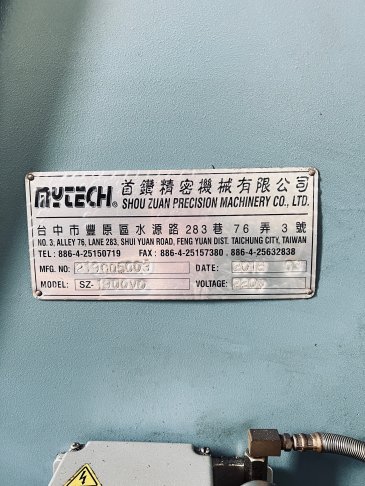 MYTECH® 首鑽精密機械有限公司
SHOU ZUAN PRECISION MACHINERY CO., LTD.
台中市豐原區水源路283巷 76 弄 3 號
NO. 3, ALLEY 76, LANE 283, SHUI YUAN ROAD, FENG YUAN DIST. TAICHUNG CITY, TAIWAN
TEL : 886-4-25150719 FAX : 886-4-25157380 . 886-4-25632838
MFG. NO: DATE:
MODEL: SZ- VOLTAGE: